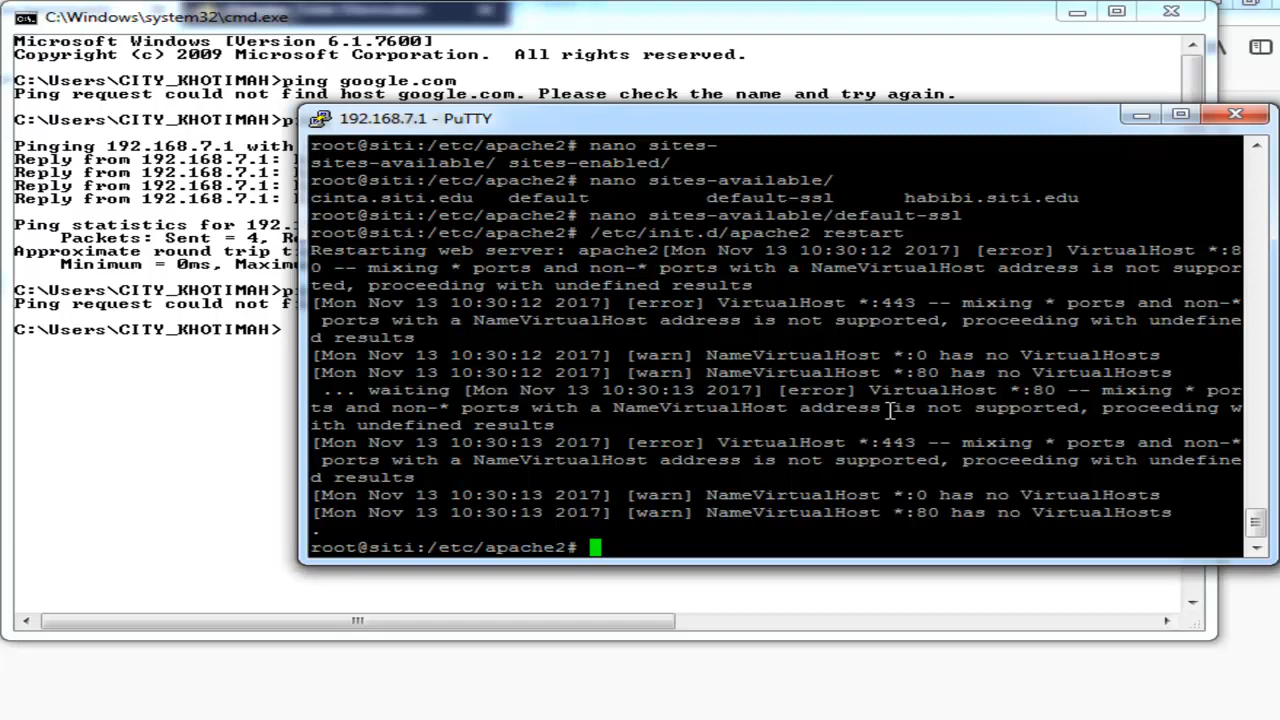 C:\Windows\system32\cmd.exe
Microsoft Windows [Version 6.1.7600]
Copyright (c) 2009 Microsoft Corporation.  All rights reserved.
C:\Users\CITY_KHOTIMAH>ping google.com
Ping request could not find host google.com. Please check the name and try again.
C:\Users\CITY_KHOTIMAH>
Pinging 192.168.7.1 with
Reply from 192.168.7.1:
Reply from 192.168.7.1:
Reply from 192.168.7.1:
Reply from 192.168.7.1:
Ping statistics for 192.
Packets: Sent = 4,
Approximate round trip
Minimum = 0ms,
C:\Users\CITY_KHOTIMAH>
Ping request could not
C:\Users\CITY_KHOTIMAH>
192.168.7.1 - PuTTY
root@siti:/etc/apache2# nano sites-
sites-available/ sites-enabled/
root@siti:/etc/apache2# nano sites-available/
cinta.siti.edu   default   default-ssl   habibi.siti.edu
root@siti:/etc/apache2# nano sites-available/default-ssl
root@siti:/etc/apache2# /etc/init.d/apache2 restart
Restarting web server: apache2[Mon Nov 13 10:30:12 2017] [error] VirtualHost *:8
0 -- mixing * ports and non-* ports with a NameVirtualHost address is not suppor
ted, proceeding with undefined results
[Mon Nov 13 10:30:12 2017] [error] VirtualHost *:443 -- mixing * ports and non-*
ports with a NameVirtualHost address is not supported, proceeding with undefine
d results
[Mon Nov 13 10:30:12 2017] [warn] NameVirtualHost *:0 has no VirtualHosts
[Mon Nov 13 10:30:12 2017] [warn] NameVirtualHost *:80 has no VirtualHosts
... waiting [Mon Nov 13 10:30:13 2017] [error] VirtualHost *:80 -- mixing * por
ts and non-* ports with a NameVirtualHost address is not supported, proceeding w
ith undefined results
[Mon Nov 13 10:30:13 2017] [error] VirtualHost *:443 -- mixing * ports and non-*
ports with a NameVirtualHost address is not supported, proceeding with undefine
d results
[Mon Nov 13 10:30:13 2017] [warn] NameVirtualHost *:0 has no VirtualHosts
[Mon Nov 13 10:30:13 2017] [warn] NameVirtualHost *:80 has no VirtualHosts
.
root@siti:/etc/apache2#